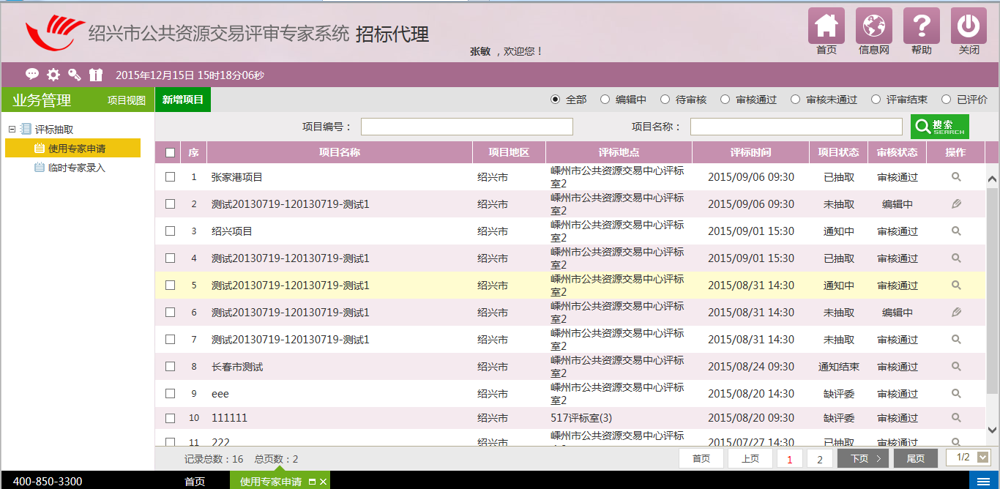 绍兴市公共资源交易评审专家系统 招标代理
张敏 ，欢迎您！
首页 信息网 帮助 关闭
2015年12月15日 15时18分06秒
业务管理 项目视图 新增项目 全部 编辑中 待审核 审核通过 审核未通过 评审结束 已评价
评标抽取
使用专家申请
临时专家录入
项目编号： 项目名称： 搜索 SEARCH
序 项目名称 项目地区 评标地点 评标时间 项目状态 审核状态 操作
1 张家港项目 绍兴市 嵊州市公共资源交易中心评标室2 2015/09/06 09:30 已抽取 审核通过
2 测试20130719-120130719-测试1 绍兴市 嵊州市公共资源交易中心评标室2 2015/09/06 09:30 未抽取 编辑中
3 绍兴项目 绍兴市 嵊州市公共资源交易中心评标室2 2015/09/01 15:30 通知中 审核通过
4 测试20130719-120130719-测试1 绍兴市 嵊州市公共资源交易中心评标室2 2015/09/01 15:30 已抽取 审核通过
5 测试20130719-120130719-测试1 绍兴市 嵊州市公共资源交易中心评标室2 2015/08/31 14:30 通知中 审核通过
6 测试20130719-120130719-测试1 绍兴市 嵊州市公共资源交易中心评标室2 2015/08/31 14:30 未抽取 编辑中
7 测试20130719-120130719-测试1 绍兴市 嵊州市公共资源交易中心评标室2 2015/08/31 14:30 未抽取 审核通过
8 长春市测试 绍兴市 嵊州市公共资源交易中心评标室2 2015/08/24 09:30 通知结束 审核通过
9 eee 绍兴市 嵊州市公共资源交易中心评标室2 2015/08/20 14:30 缺评委 审核通过
10 111111 绍兴市 517评标室(3) 2015/08/20 09:30 缺评委 审核通过
11 222 绍兴市 嵊州市公共资源交易中心评标 2015/07/27 14:30 已抽取 审核通过
记录总数：16 总页数：2 首页 上页 1 2 下页 尾页 1/2
400-850-3300 首页 使用专家申请